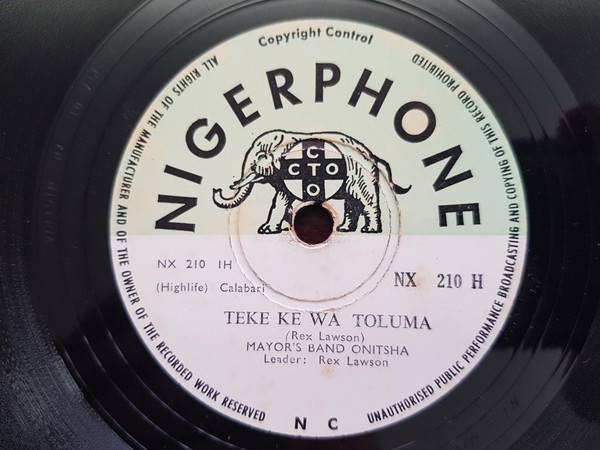 Copyright Control
ALL RIGHTS OF THE MANUFACTURER AND OF THE OWNER OF THE RECORDED WORK RESERVED
UNAUTHORISED PUBLIC PERFORMANCE BROADCASTING AND COPYING OF THIS RECORD PROHIBITED
NIGERPHONE
C
CTO
O
NX 210 1H
NX 210 H
(Highlife) Calabari
TEKE KE WA TOLUMA
(Rex Lawson)
MAYOR'S BAND ONITSHA
Leader: Rex Lawson
N C